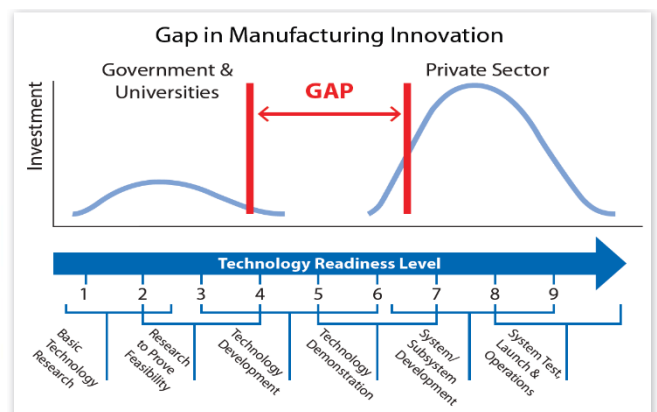 Gap in Manufacturing Innovation
Government &
Universities
GAP
Private Sector
Investment
Technology Readiness Level
1 2 3 4 5 6 7 8 9
Basic
Technology
Research
Research
to Prove
Feasibility
Technology
Development
Technology
Demonstration
System/
Subsystem
Development
System Test,
Launch &
Operations